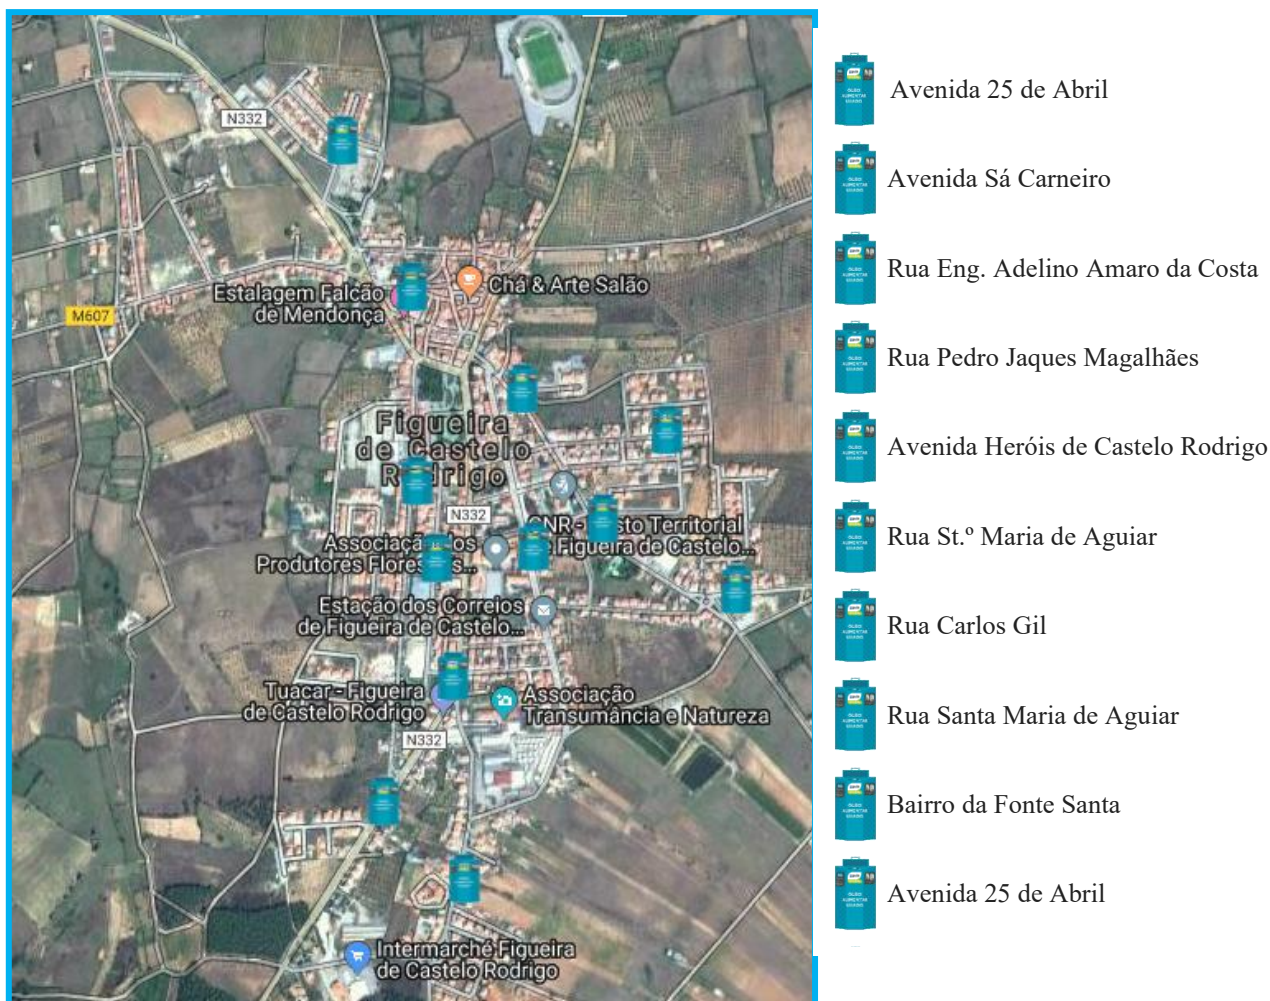 N332
Estalagem Falcão
de Mendonça
Chá & Arte Salão
M607
Figueira
de Castelo
Rodrigo
N332
GNR - Posto Territorial
de Figueira de Castelo...
Associação dos
Produtores Florestais...
Estação dos Correios
de Figueira de Castelo...
Tuacar - Figueira
de Castelo Rodrigo
Associação
Transumância e Natureza
N332
Intermarché Figueira
de Castelo Rodrigo
Avenida 25 de Abril
Avenida Sá Carneiro
Rua Eng. Adelino Amaro da Costa
Rua Pedro Jaques Magalhães
Avenida Heróis de Castelo Rodrigo
Rua St.º Maria de Aguiar
Rua Carlos Gil
Rua Santa Maria de Aguiar
Bairro da Fonte Santa
Avenida 25 de Abril